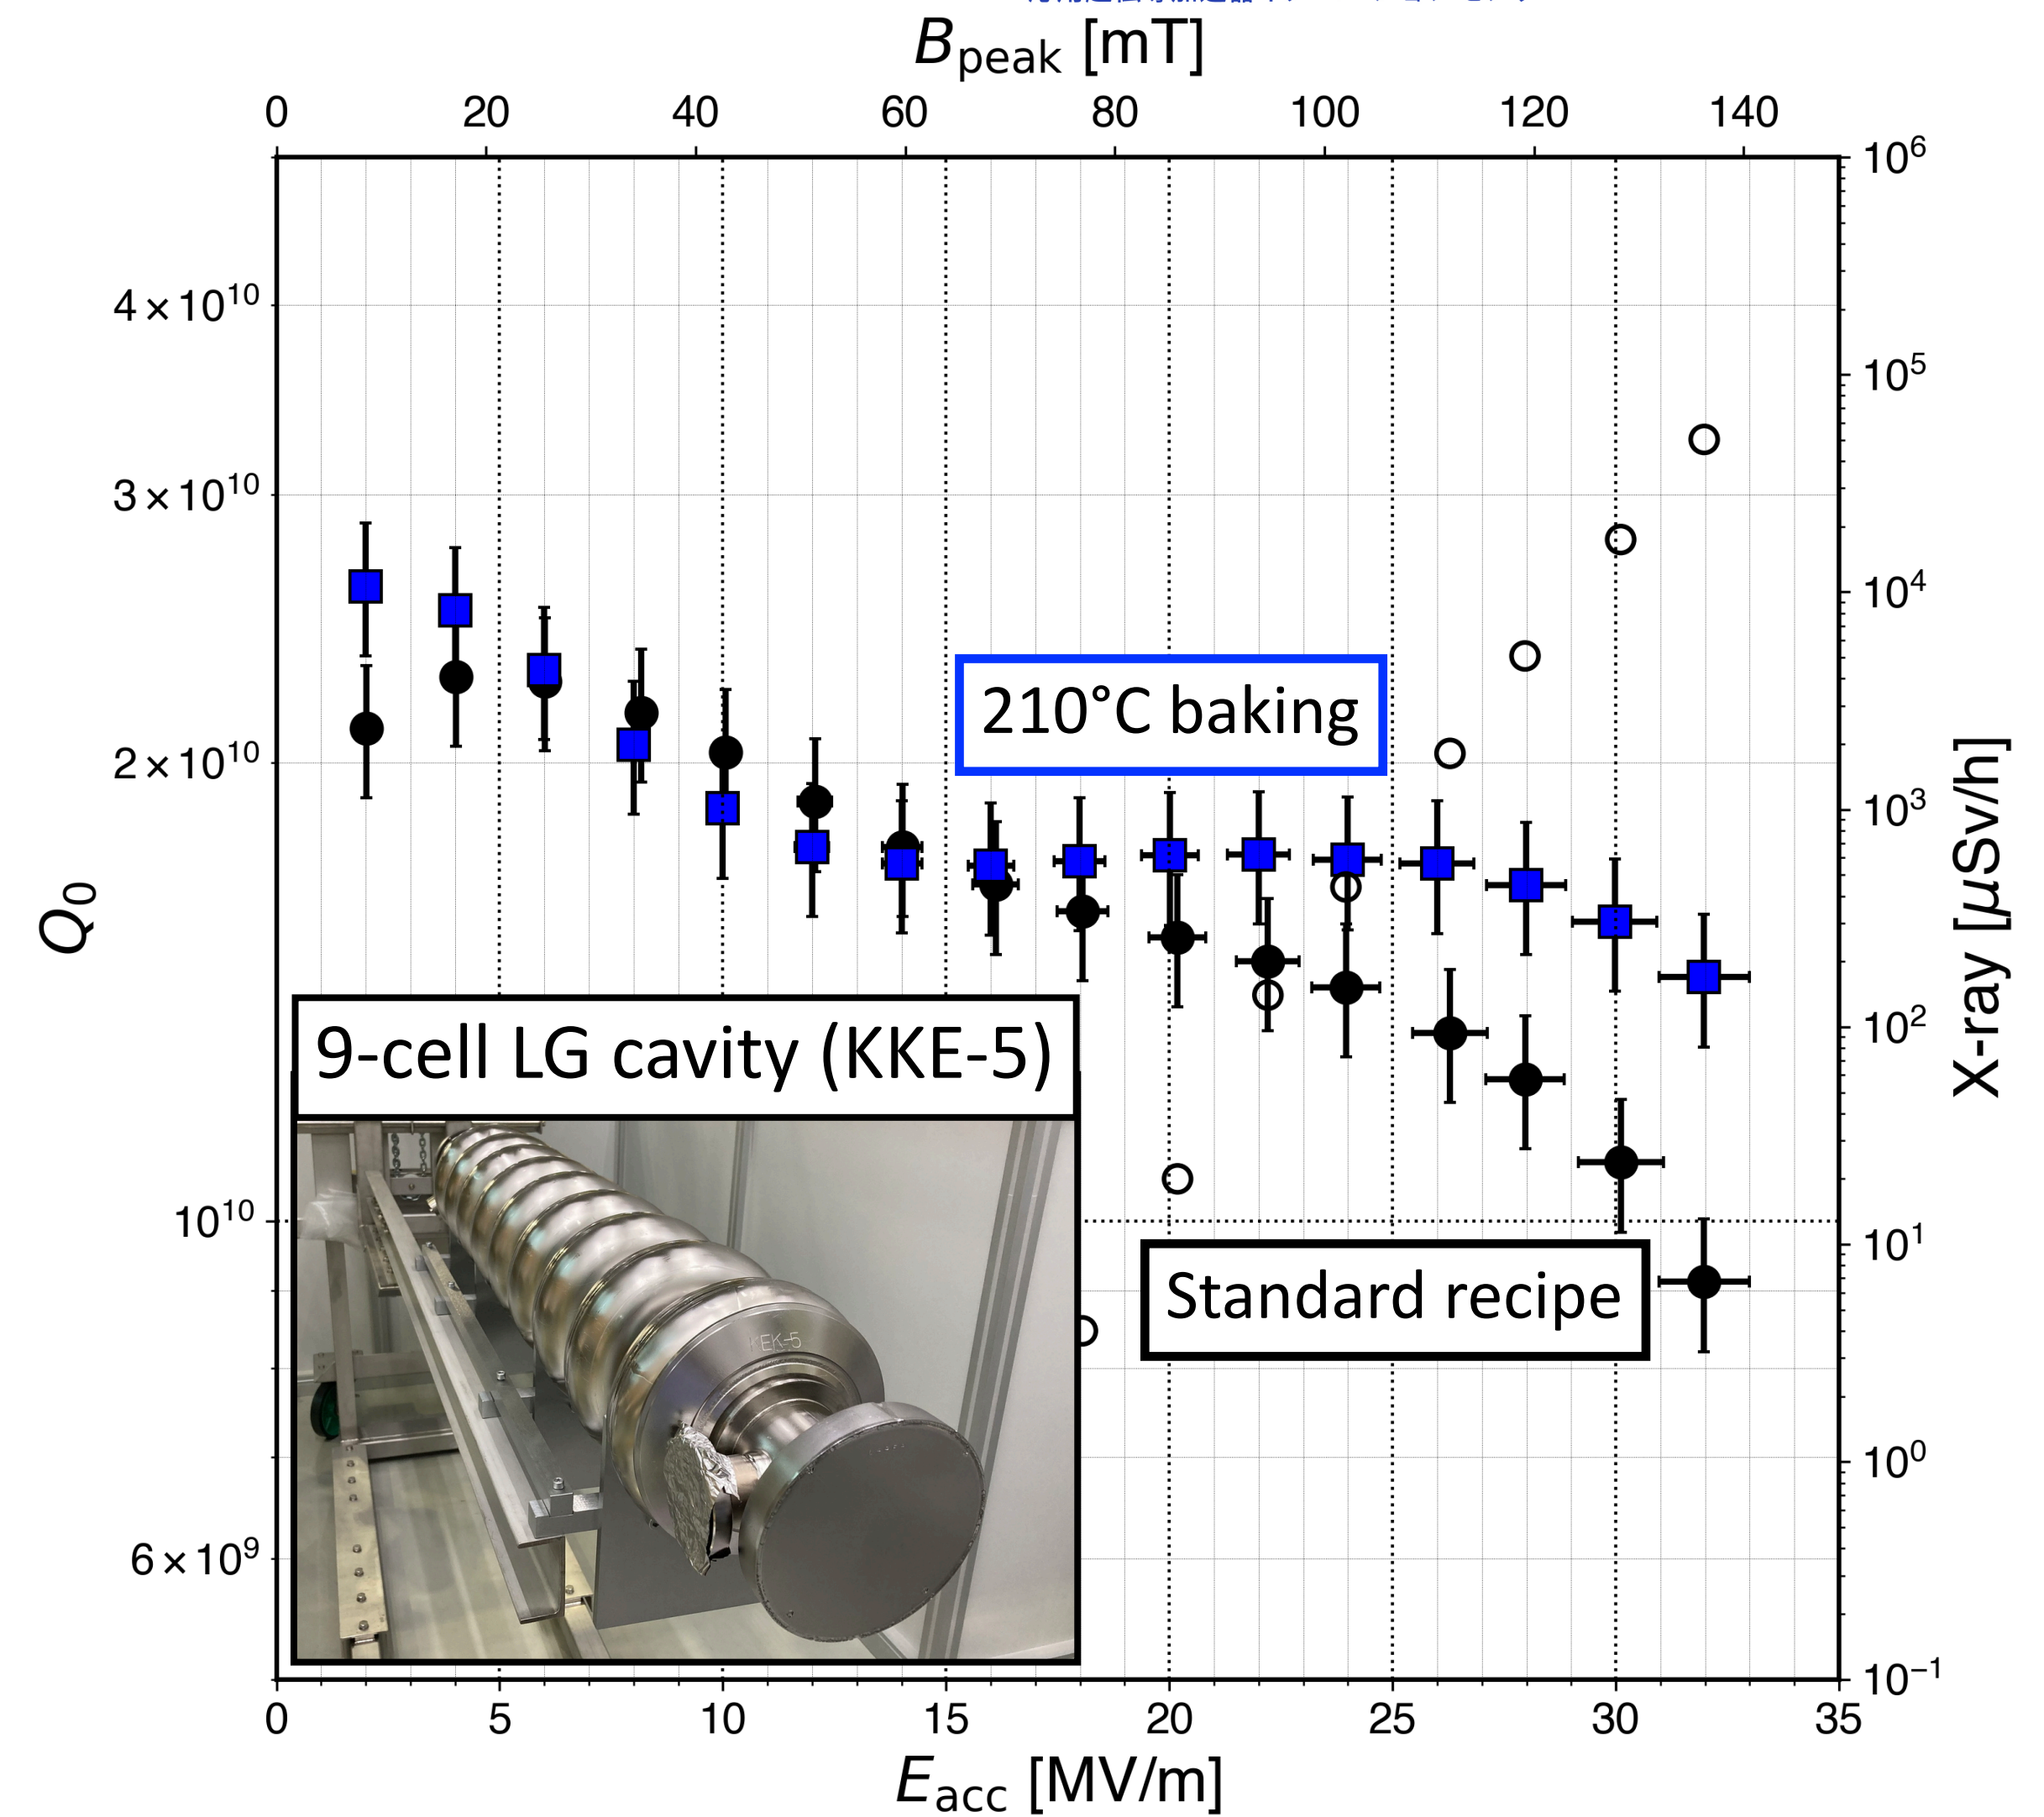 B_peak [mT]
0 20 40 60 80 100 120 140
10^6
4×10^10
10^5
3×10^10
10^4
210°C baking
2×10^10
10^3
Q_0
X-ray [μSv/h]
9-cell LG cavity (KKE-5)
10^2
10^10
10^1
Standard recipe
KEK-5
10^0
6×10^9
10^−1
0 5 10 15 20 25 30 35
E_acc [MV/m]